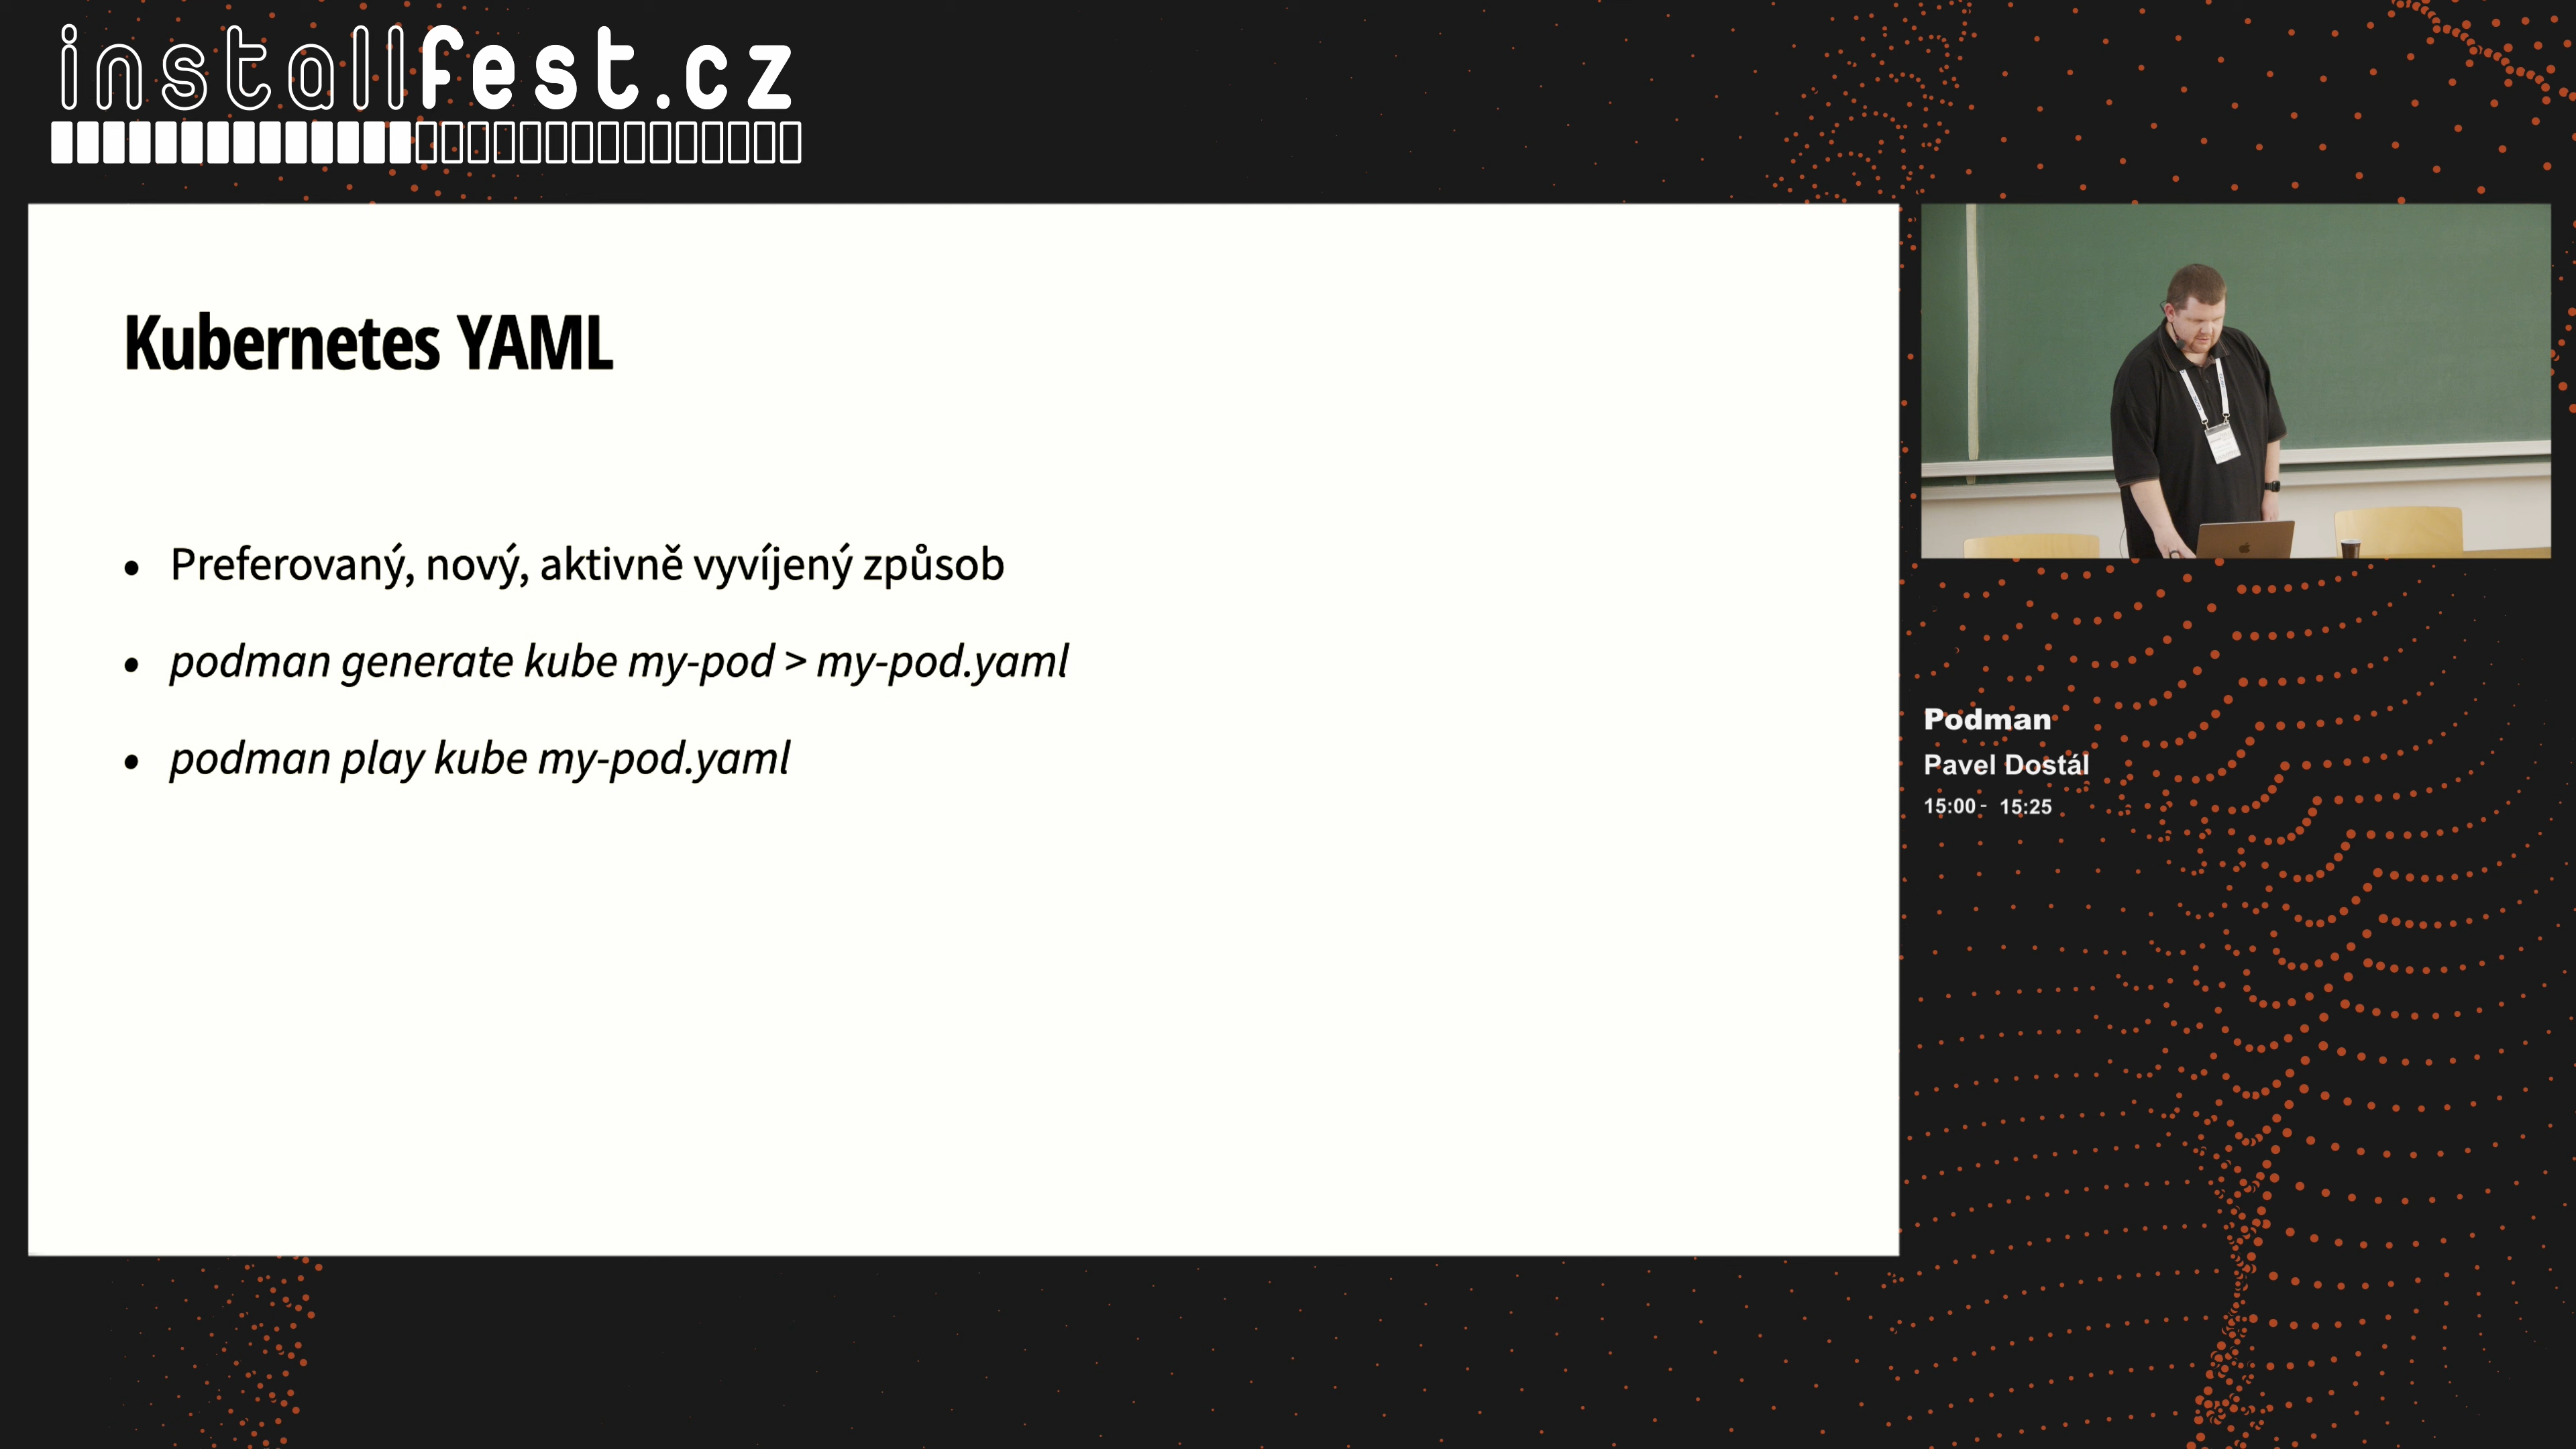 installfest.cz
Kubernetes YAML
• Preferovaný, nový, aktivně vyvíjený způsob
• podman generate kube my-pod > my-pod.yaml
• podman play kube my-pod.yaml
Podman
Pavel Dostál
15:00 - 15:25